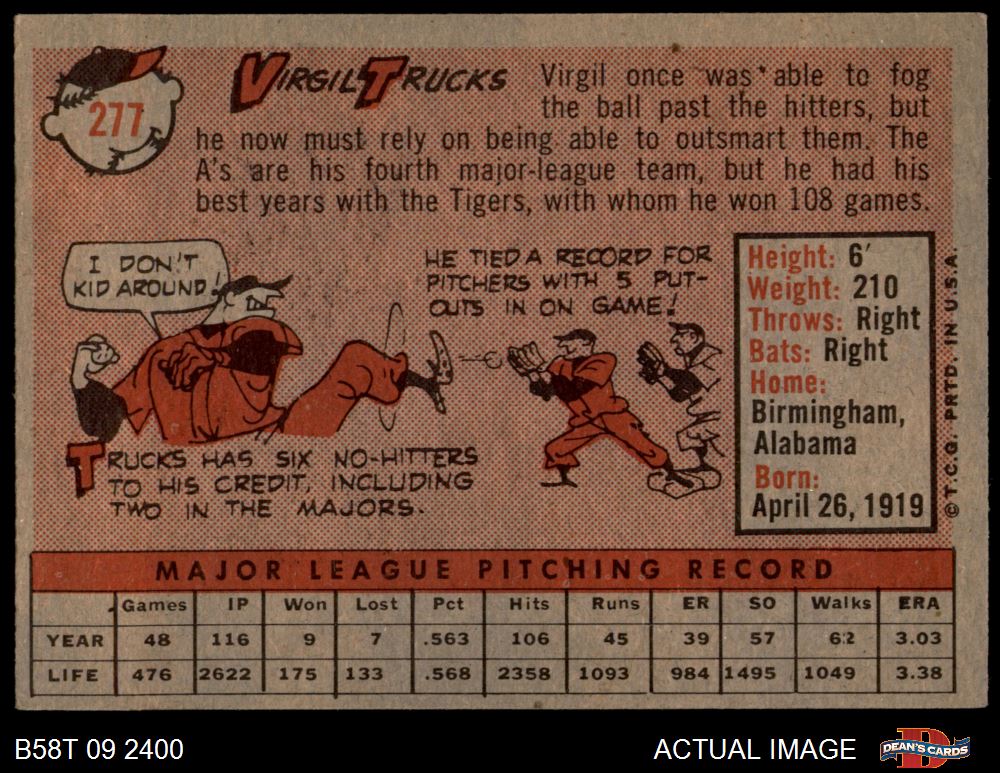 277
VIRGIL TRUCKS
Virgil once was able to fog
the ball past the hitters, but
he now must rely on being able to outsmart them. The
A's are his fourth major-league team, but he had his
best years with the Tigers, with whom he won 108 games.
I DON'T
KID AROUND!
HE TIED A RECORD FOR
PITCHERS WITH 5 PUT-
OUTS IN ON GAME!
TRUCKS HAS SIX NO-HITTERS
TO HIS CREDIT, INCLUDING
TWO IN THE MAJORS.
Height: 6'
Weight: 210
Throws: Right
Bats: Right
Home:
Birmingham,
Alabama
Born:
April 26, 1919
© T.C.G. PRTD. IN U.S.A.
MAJOR LEAGUE PITCHING RECORD
Games IP Won Lost Pct Hits Runs ER SO Walks ERA
YEAR 48 116 9 7 .563 106 45 39 57 62 3.03
LIFE 476 2622 175 133 .568 2358 1093 984 1495 1049 3.38
B58T 09 2400
ACTUAL IMAGE
DEAN'S CARDS